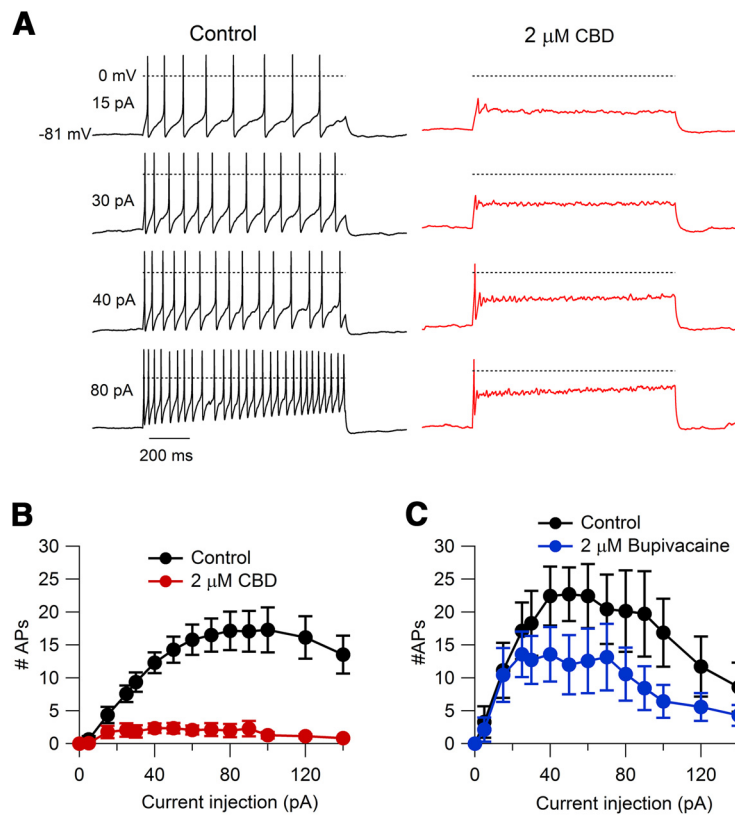 A
Control
2 μM CBD
0 mV
15 pA
-81 mV
30 pA
40 pA
80 pA
200 ms
B
# APs
30
25
20
15
10
5
0
Control
2 μM CBD
0
40
80
120
Current injection (pA)
C
#APs
30
25
20
15
10
5
0
Control
2 μM Bupivacaine
0
40
80
120
Current injection (pA)